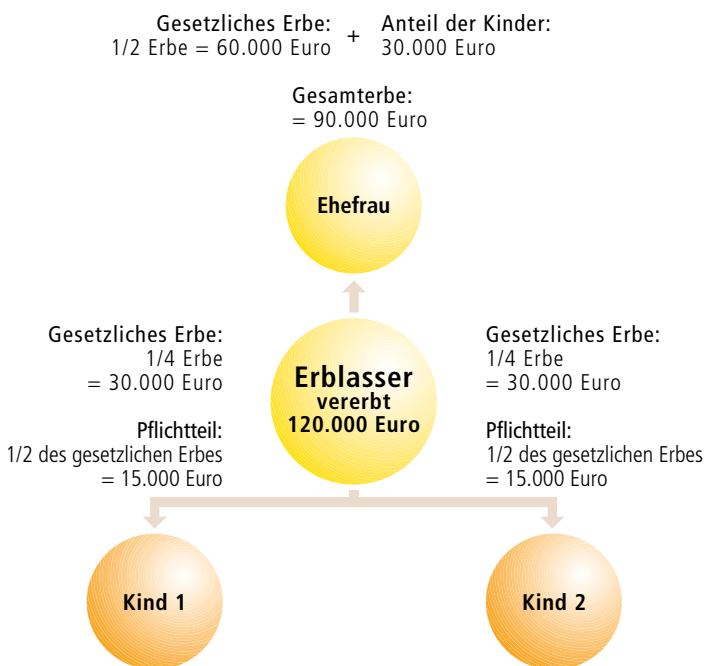 Gesetzliches Erbe:
1/2 Erbe = 60.000 Euro
+
Anteil der Kinder:
30.000 Euro
Gesamterbe:
= 90.000 Euro
Ehefrau
Gesetzliches Erbe:
1/4 Erbe
= 30.000 Euro
Pflichtteil:
1/2 des gesetzlichen Erbes
= 15.000 Euro
Erblasser
vererbt
120.000 Euro
Gesetzliches Erbe:
1/4 Erbe
= 30.000 Euro
Pflichtteil:
1/2 des gesetzlichen Erbes
= 15.000 Euro
Kind 1
Kind 2